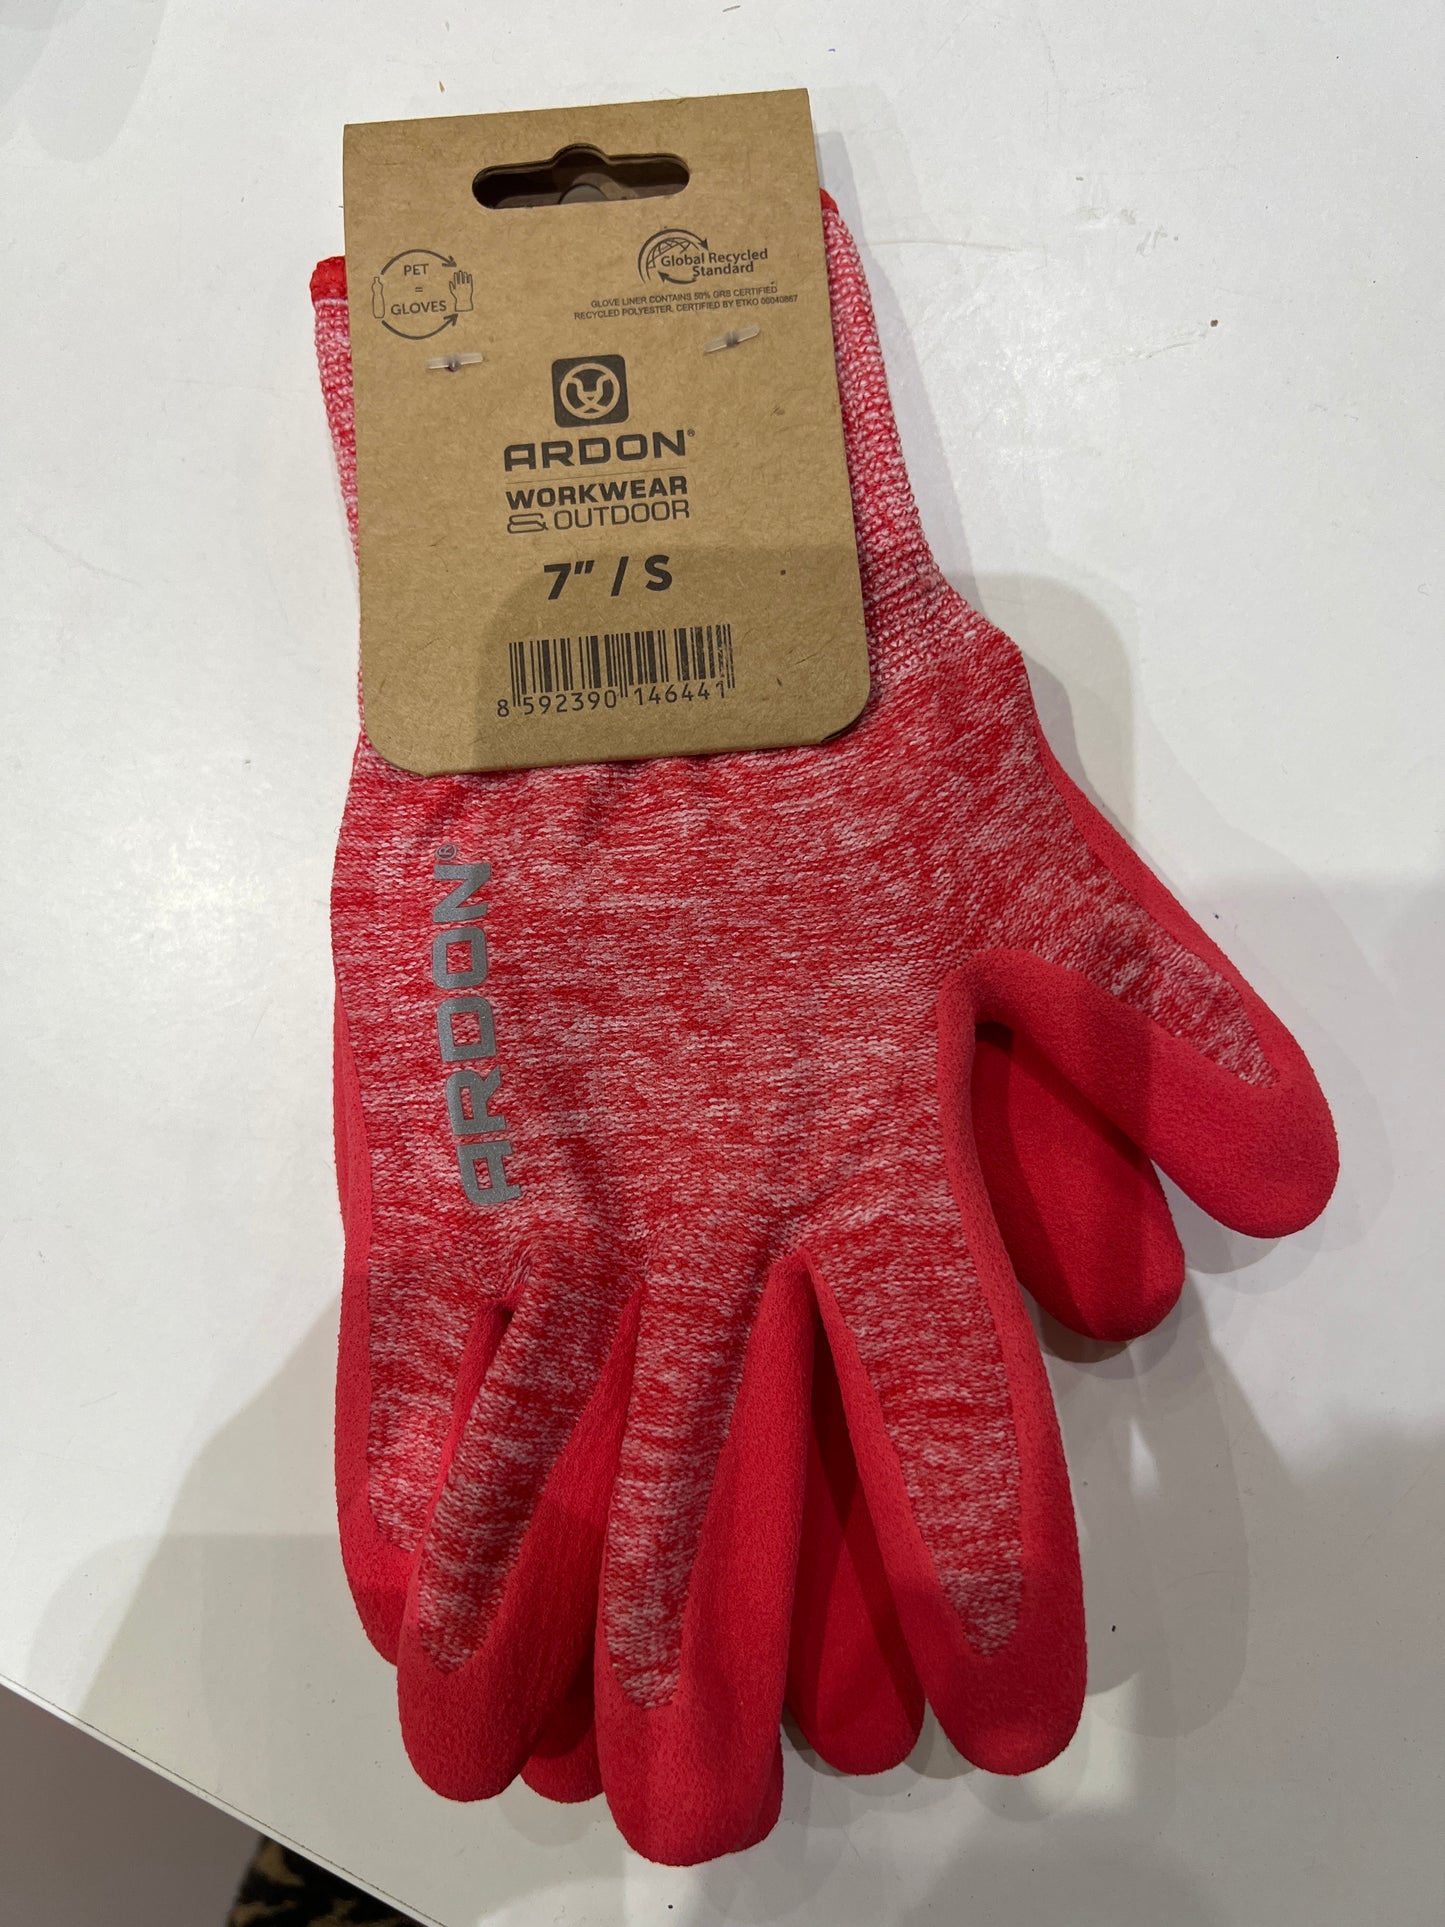 PET
=
GLOVES
Global Recycled
Standard
GLOVE LINER CONTAINS 50% GRS CERTIFIED
RECYCLED POLYESTER, CERTIFIED BY ETKO 00040867
ARDON®
WORKWEAR
& OUTDOOR
7" / S
8 592390 146441
ARDON®